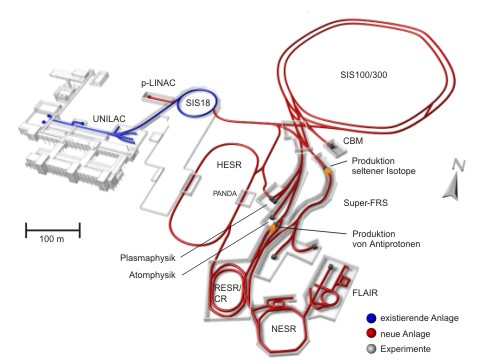 SIS100/300
p-LINAC
SIS18
UNILAC
CBM
HESR
Produktion
seltener Isotope
N
PANDA
Super-FRS
100 m
Produktion
von Antiprotonen
Plasmaphysik
Atomphysik
RESR/
CR
FLAIR
NESR
existierende Anlage
neue Anlage
Experimente